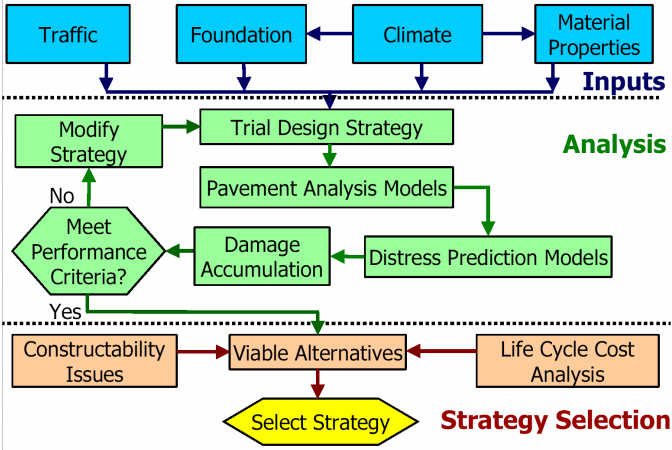 Traffic
Foundation
Climate
Material
Properties
Inputs
Modify
Strategy
Trial Design Strategy
Analysis
Pavement Analysis Models
No
Meet
Performance
Criteria?
Damage
Accumulation
Distress Prediction Models
Yes
Constructability
Issues
Viable Alternatives
Life Cycle Cost
Analysis
Select Strategy
Strategy Selection